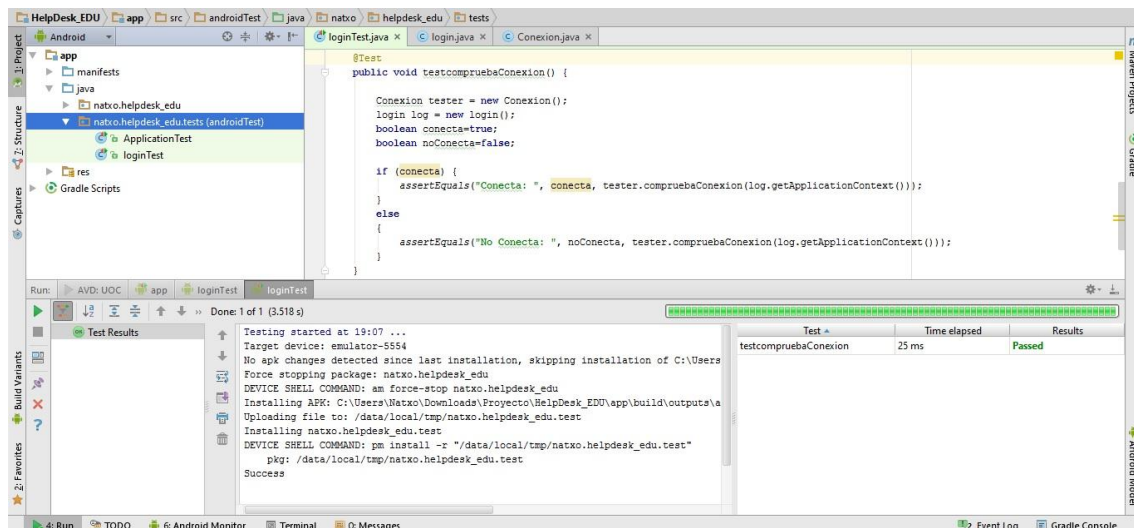 HelpDesk_EDU app src androidTest java natxo helpdesk_edu tests
Android
loginTest.java × login.java × Conexion.java ×
1: Project
7: Structure
Captures
Build Variants
2: Favorites
app
manifests
java
natxo.helpdesk_edu
natxo.helpdesk_edu.tests (androidTest)
ApplicationTest
loginTest
res
Gradle Scripts
@Test
public void testcompruebaConexion() {
Conexion tester = new Conexion();
login log = new login();
boolean conecta=true;
boolean noConecta=false;
if (conecta) {
assertEquals("Conecta: ", conecta, tester.compruebaConexion(log.getApplicationContext()));
}
else
{
assertEquals("No Conecta: ", noConecta, tester.compruebaConexion(log.getApplicationContext()));
}
}
Maven Projects
Gradle
Android Model
Run: AVD: UOC app loginTest loginTest
Done: 1 of 1 (3.518 s)
Test Results
Testing started at 19:07 ...
Target device: emulator-5554
No apk changes detected since last installation, skipping installation of C:\Users
Force stopping package: natxo.helpdesk_edu
DEVICE SHELL COMMAND: am force-stop natxo.helpdesk_edu
Installing APK: C:\Users\Natxo\Downloads\Proyecto\HelpDesk_EDU\app\build\outputs\a
Uploading file to: /data/local/tmp/natxo.helpdesk_edu.test
Installing natxo.helpdesk_edu.test
DEVICE SHELL COMMAND: pm install -r "/data/local/tmp/natxo.helpdesk_edu.test"
pkg: /data/local/tmp/natxo.helpdesk_edu.test
Success
Test Time elapsed Results
testcompruebaConexion 25 ms Passed
4: Run TODO 6: Android Monitor Terminal 0: Messages 2 Event Log Gradle Console